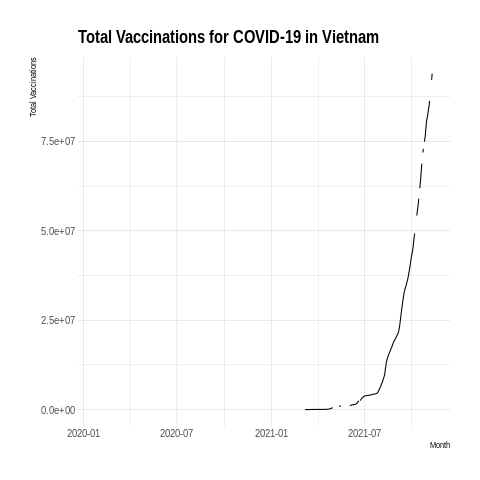 Total Vaccinations for COVID-19 in Vietnam
Total Vaccinations
7.5e+07
5.0e+07
2.5e+07
0.0e+00
2020-01 2020-07 2021-01 2021-07
Month